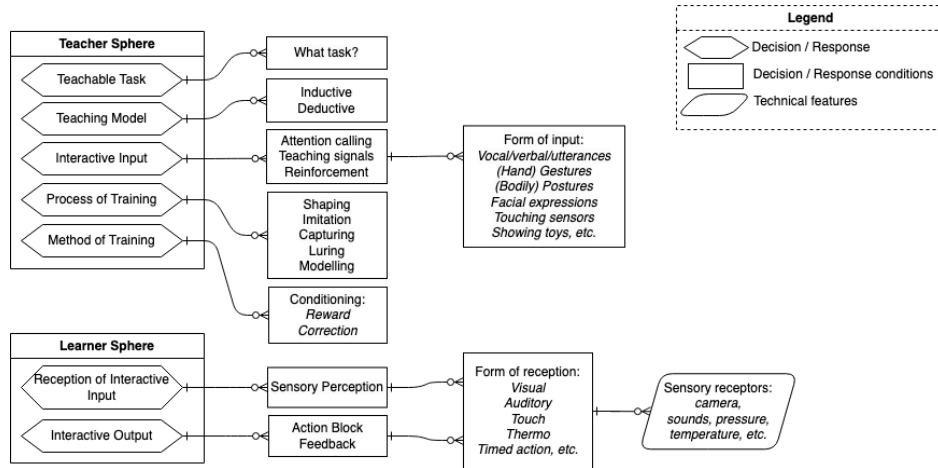 Legend
Decision / Response
Decision / Response conditions
Technical features
Teacher Sphere
Teachable Task
Teaching Model
Interactive Input
Process of Training
Method of Training
What task?
Inductive
Deductive
Attention calling
Teaching signals
Reinforcement
Form of input:
Vocal/verbal/utterances
(Hand) Gestures
(Bodily) Postures
Facial expressions
Touching sensors
Showing toys, etc.
Shaping
Imitation
Capturing
Luring
Modelling
Conditioning:
Reward
Correction
Learner Sphere
Reception of Interactive
Input
Interactive Output
Sensory Perception
Action Block
Feedback
Form of reception:
Visual
Auditory
Touch
Thermo
Timed action, etc.
Sensory receptors:
camera,
sounds, pressure,
temperature, etc.